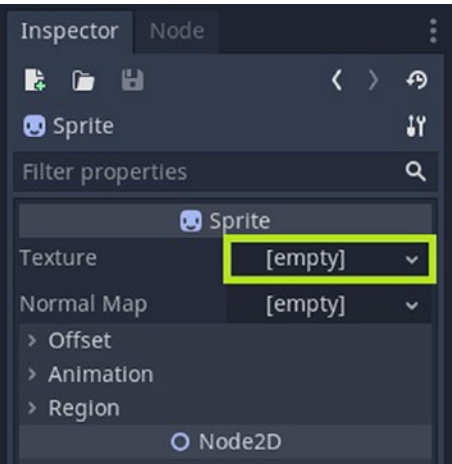 Inspector Node
Sprite
Filter properties
Sprite
Texture [empty]
Normal Map [empty]
Offset
Animation
Region
Node2D